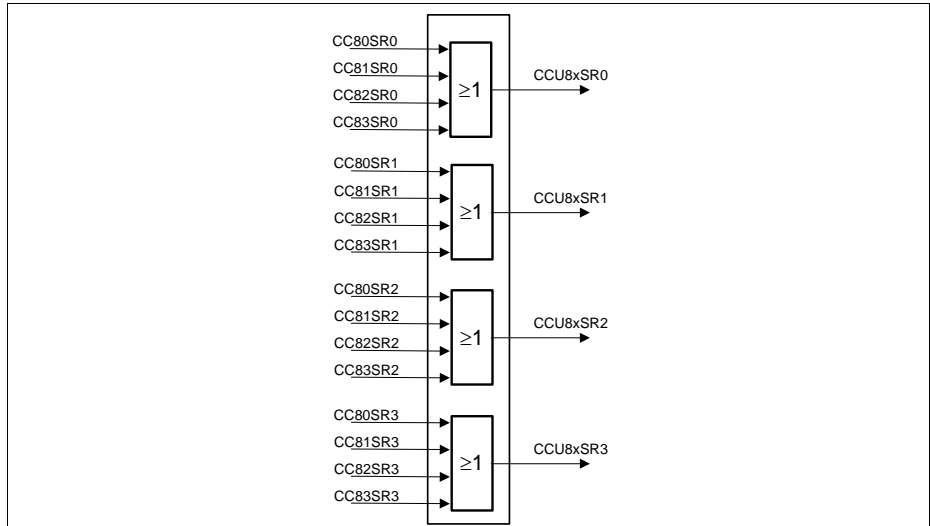 CC80SR0
CC81SR0
CC82SR0
CC83SR0
≥1
CCU8xSR0
CC80SR1
CC81SR1
CC82SR1
CC83SR1
≥1
CCU8xSR1
CC80SR2
CC81SR2
CC82SR2
CC83SR2
≥1
CCU8xSR2
CC80SR3
CC81SR3
CC82SR3
CC83SR3
≥1
CCU8xSR3